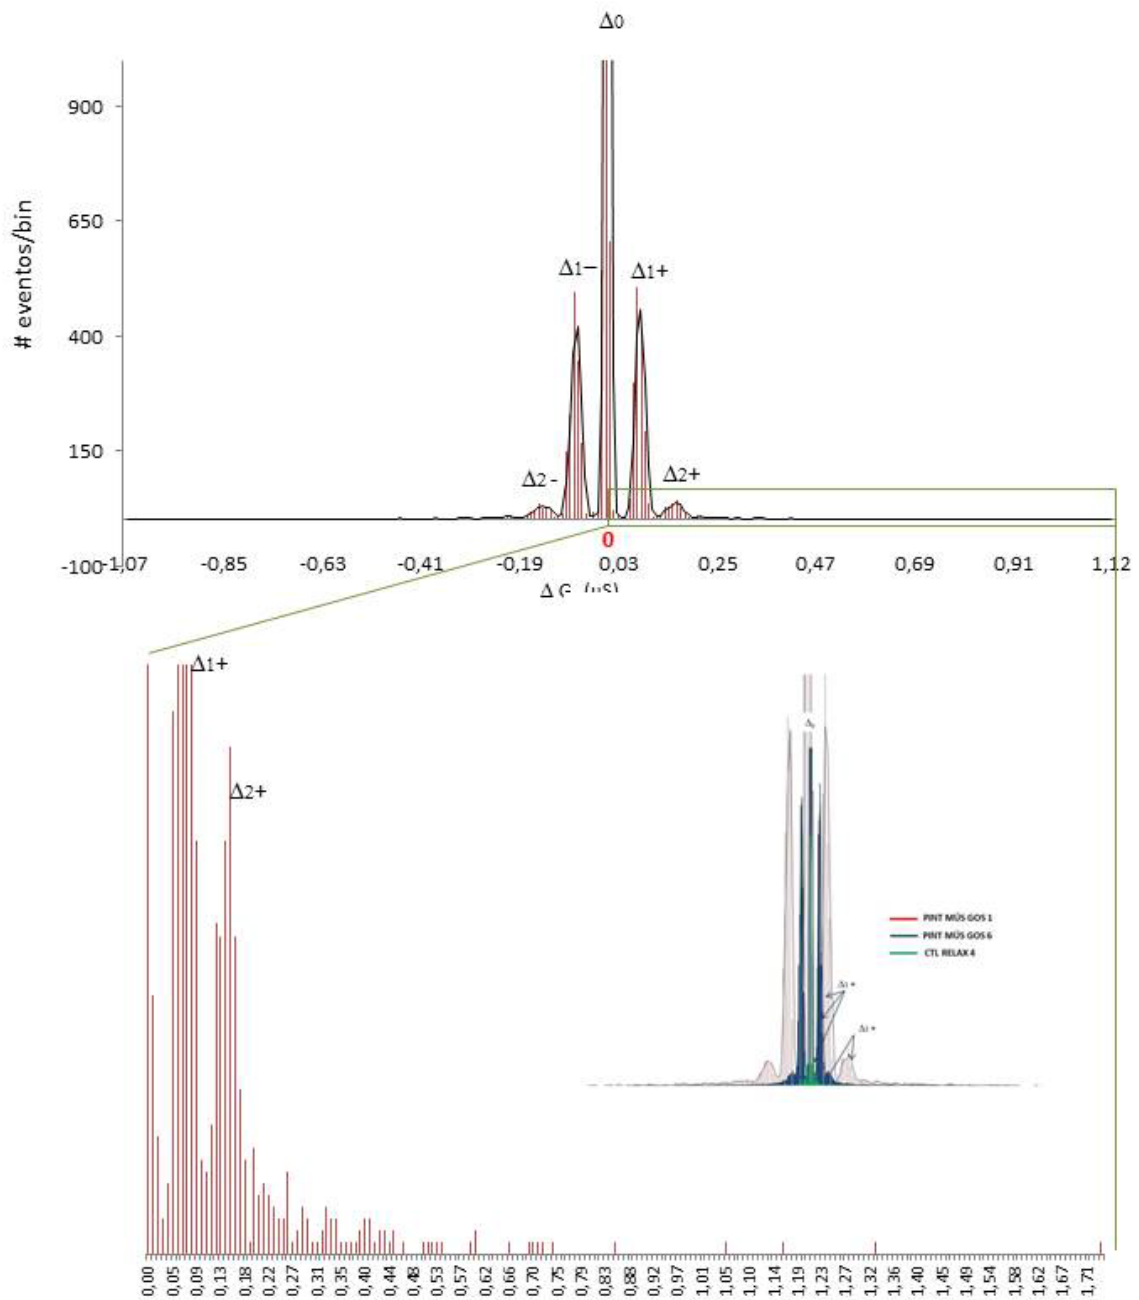 Δ0
900
# eventos/bin
650
Δ1− Δ1+
400
150
Δ2 - Δ2+
0
-100
-1,07 -0,85 -0,63 -0,41 -0,19 0,03 0,25 0,47 0,69 0,91 1,12
Δ G (μs)
Δ1+
Δ2+
PINT MÚS GOS 1
PINT MÚS GOS 6
CTL RELAX 4
0,00 0,05 0,09 0,13 0,18 0,22 0,27 0,31 0,35 0,40 0,44 0,48 0,53 0,57 0,62 0,66 0,70 0,75 0,79 0,83 0,88 0,92 0,97 1,01 1,10 1,14 1,19 1,23 1,27 1,32 1,36 1,40 1,45 1,49 1,54 1,58 1,62 1,67 1,71